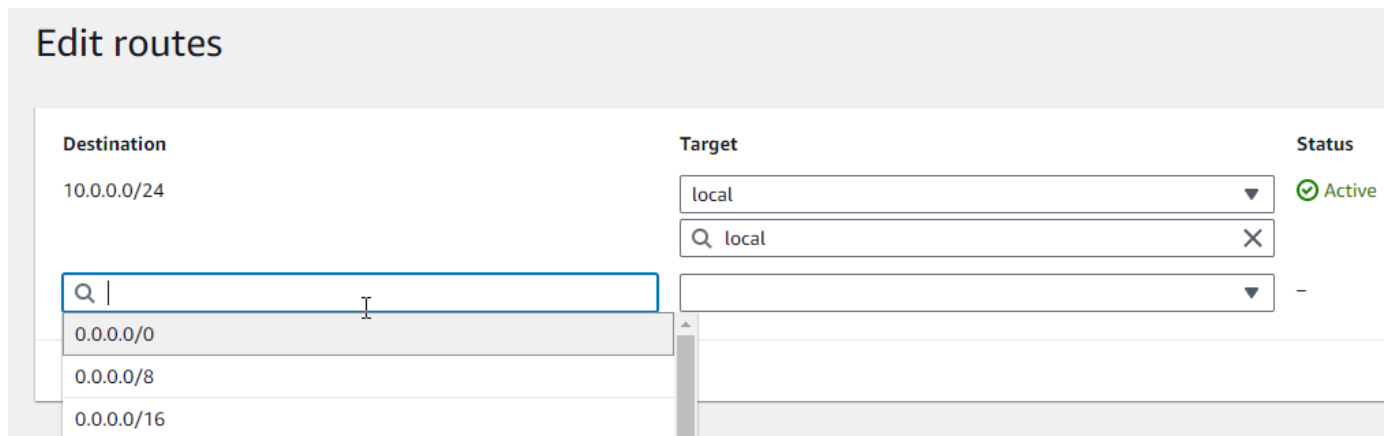 Edit routes
Destination Target Status
10.0.0.0/24 local Active
local
–
0.0.0.0/0
0.0.0.0/8
0.0.0.0/16